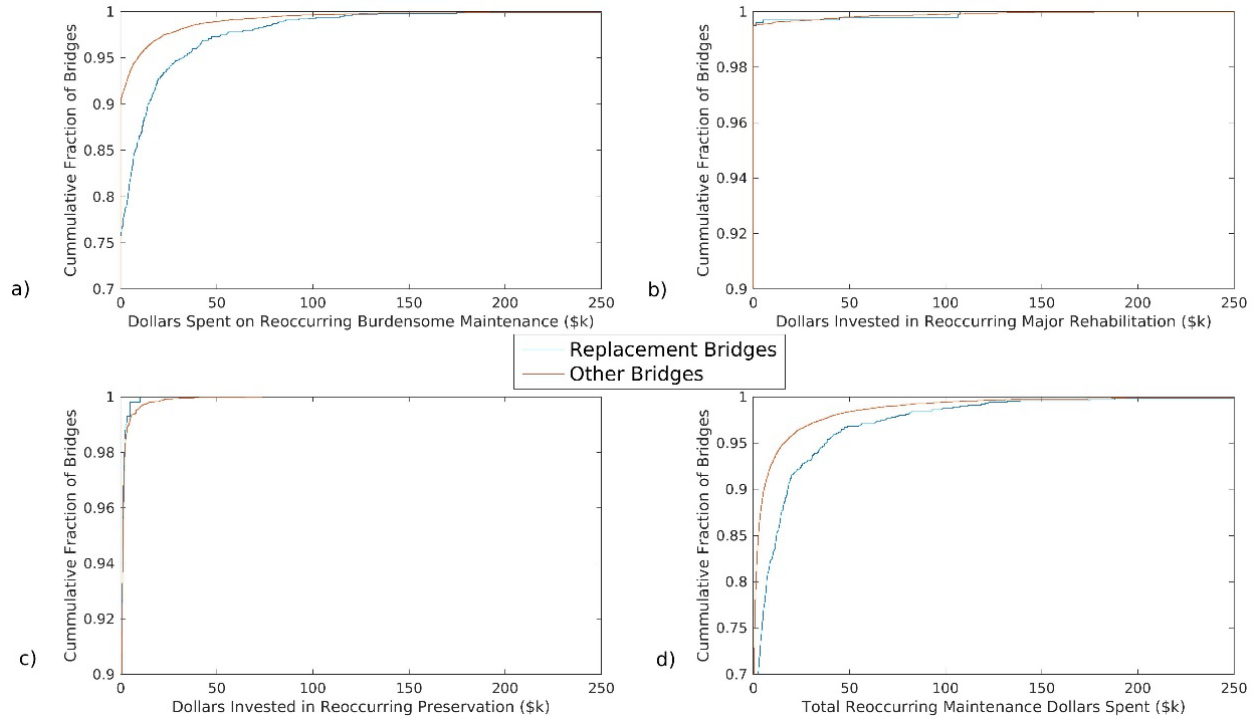 1
0.95
0.9
0.85
0.8
0.75
0.7
Cummulative Fraction of Bridges
0 50 100 150 200 250
Dollars Spent on Reoccurring Burdensome Maintenance ($k)
a)
1
0.98
0.96
0.94
0.92
0.9
Cummulative Fraction of Bridges
0 50 100 150 200 250
Dollars Invested in Reoccurring Major Rehabilitation ($k)
b)
Replacement Bridges
Other Bridges
1
0.98
0.96
0.94
0.92
0.9
Cummulative Fraction of Bridges
0 50 100 150 200 250
Dollars Invested in Reoccurring Preservation ($k)
c)
1
0.95
0.9
0.85
0.8
0.75
0.7
Cummulative Fraction of Bridges
0 50 100 150 200 250
Total Reoccurring Maintenance Dollars Spent ($k)
d)